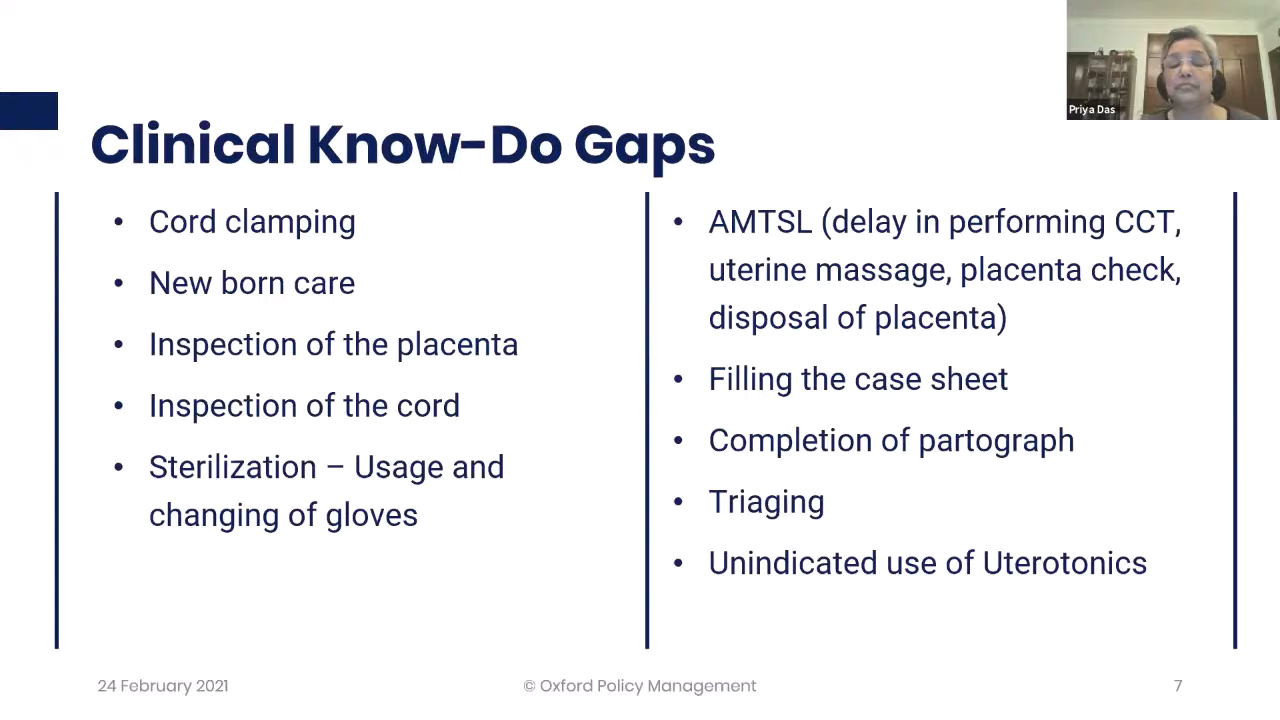 Priya Das
Clinical Know-Do Gaps
• Cord clamping
• New born care
• Inspection of the placenta
• Inspection of the cord
• Sterilization – Usage and
changing of gloves
• AMTSL (delay in performing CCT,
uterine massage, placenta check,
disposal of placenta)
• Filling the case sheet
• Completion of partograph
• Triaging
• Unindicated use of Uterotonics
24 February 2021
© Oxford Policy Management
7